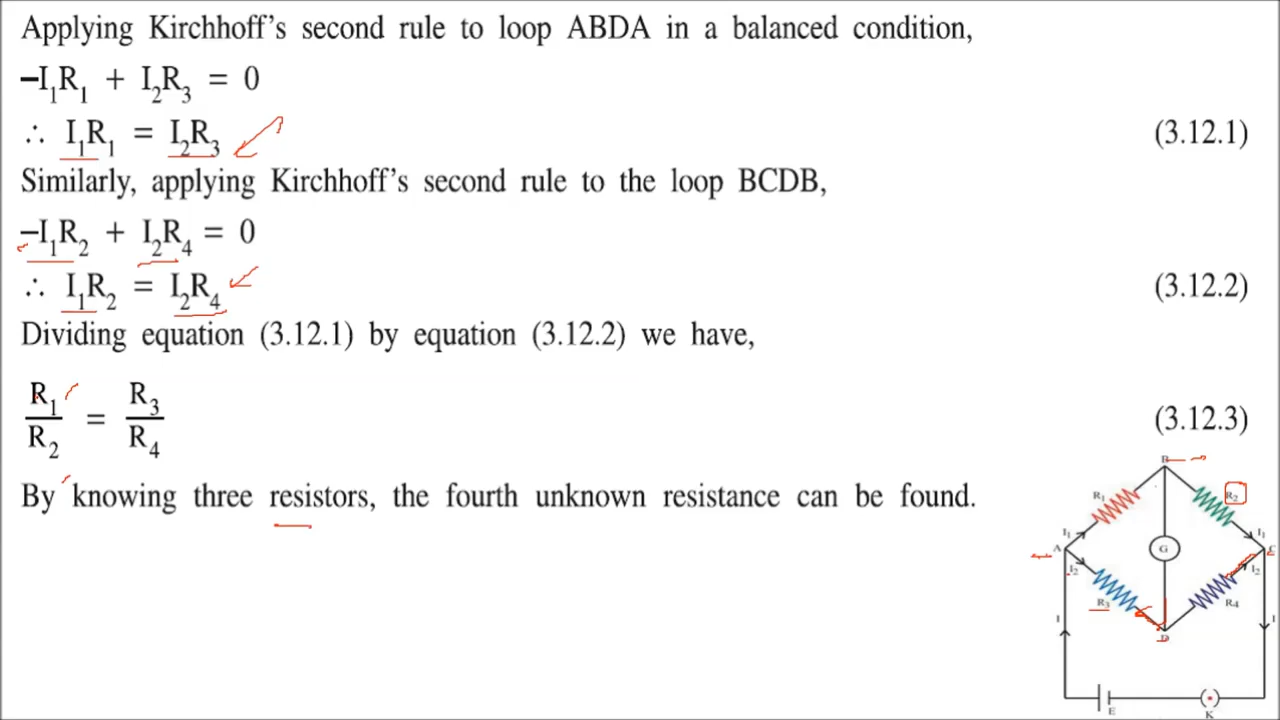 Applying Kirchhoff's second rule to loop ABDA in a balanced condition,
–I₁R₁ + I₂R₃ = 0
∴ I₁R₁ = I₂R₃ (3.12.1)
Similarly, applying Kirchhoff's second rule to the loop BCDB,
–I₁R₂ + I₂R₄ = 0
∴ I₁R₂ = I₂R₄ (3.12.2)
Dividing equation (3.12.1) by equation (3.12.2) we have,
R₁/R₂ = R₃/R₄ (3.12.3)
By knowing three resistors, the fourth unknown resistance can be found.
B
R₁ R₂
I₁ I₁
A G C
I₂ I₂
R₃ R₄
I I
D
E K